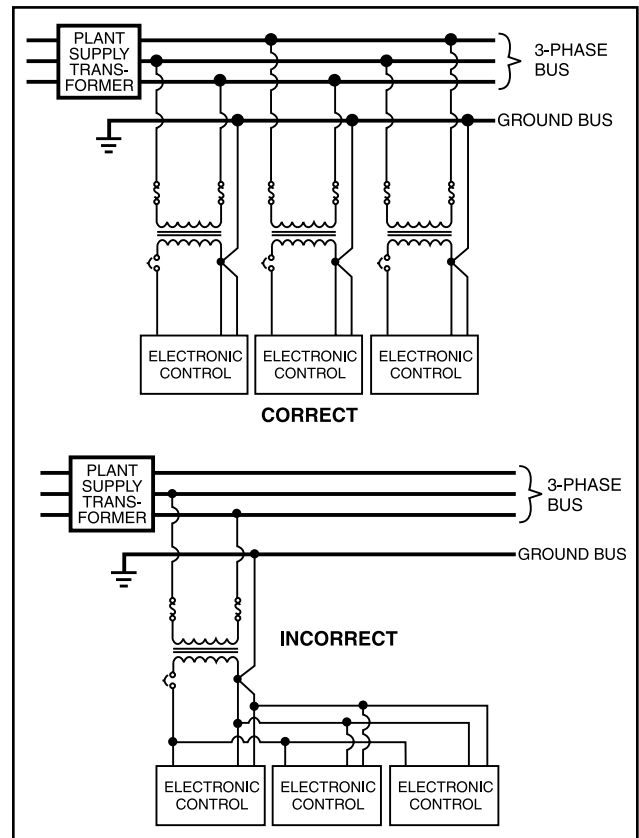 PLANT
SUPPLY
TRANS-
FORMER
3-PHASE
BUS
GROUND BUS
ELECTRONIC
CONTROL
ELECTRONIC
CONTROL
ELECTRONIC
CONTROL
CORRECT
PLANT
SUPPLY
TRANS-
FORMER
3-PHASE
BUS
GROUND BUS
INCORRECT
ELECTRONIC
CONTROL
ELECTRONIC
CONTROL
ELECTRONIC
CONTROL